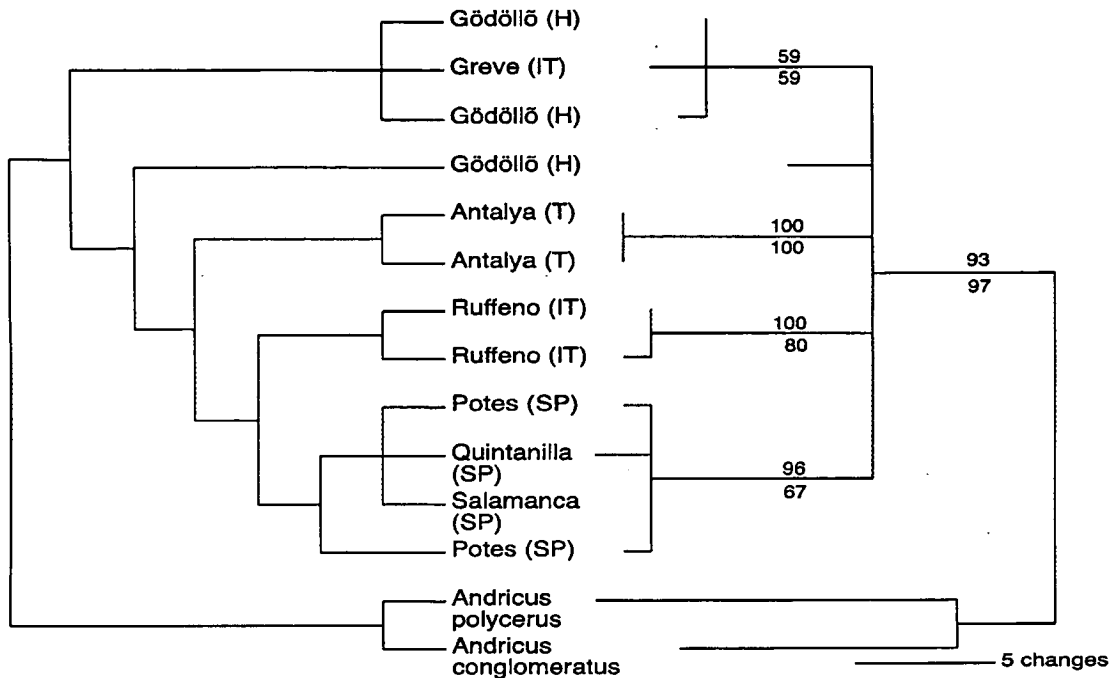 Gödöllõ (H)
Greve (IT)
59
59
Gödöllõ (H)
Gödöllõ (H)
Antalya (T)
100
100
Antalya (T)
93
97
Ruffeno (IT)
100
80
Ruffeno (IT)
Potes (SP)
Quintanilla
(SP)
96
67
Salamanca
(SP)
Potes (SP)
Andricus
polycerus
Andricus
conglomeratus
5 changes